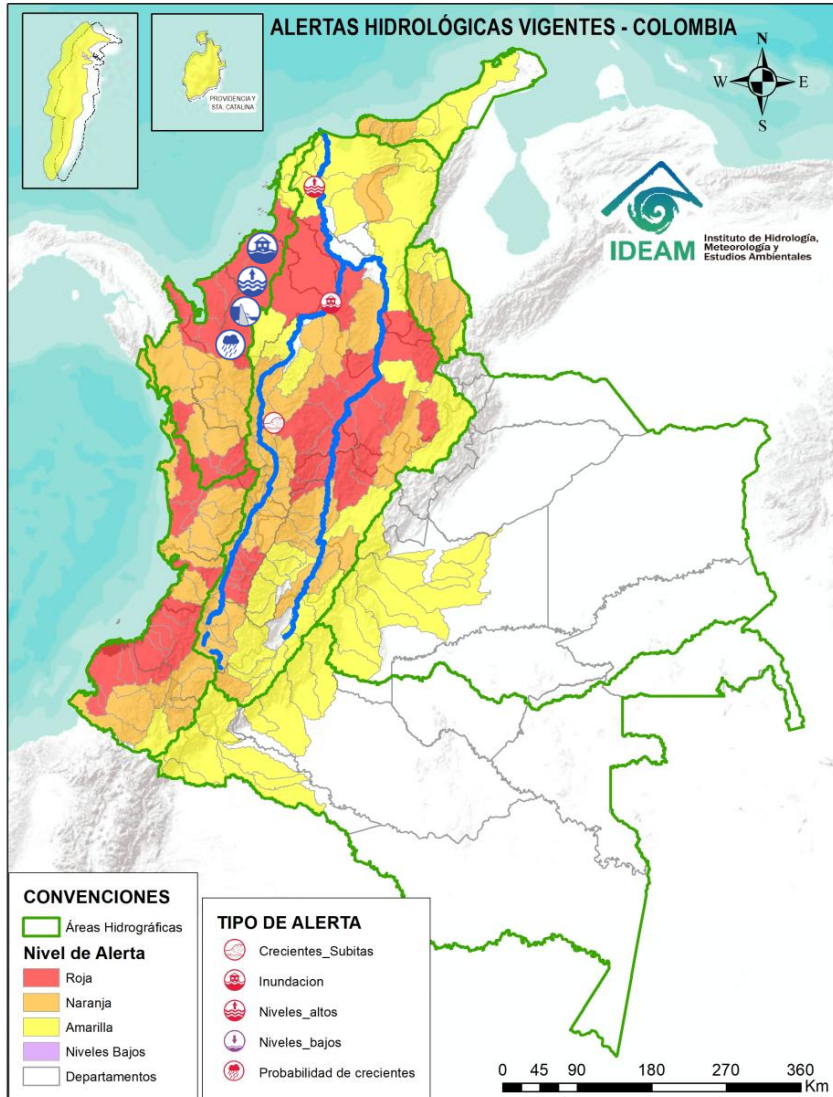 ALERTAS HIDROLÓGICAS VIGENTES - COLOMBIA
PROVIDENCIA Y
STA. CATALINA
N
W
E
S
IDEAM
Instituto de Hidrología,
Meteorología y
Estudios Ambientales
CONVENCIONES
Áreas Hidrográficas
Nivel de Alerta
Roja
Naranja
Amarilla
Niveles Bajos
Departamentos
TIPO DE ALERTA
Crecientes_Subitas
Inundacion
Niveles_altos
Niveles_bajos
Probabilidad de crecientes
0 45 90 180 270 360
Km